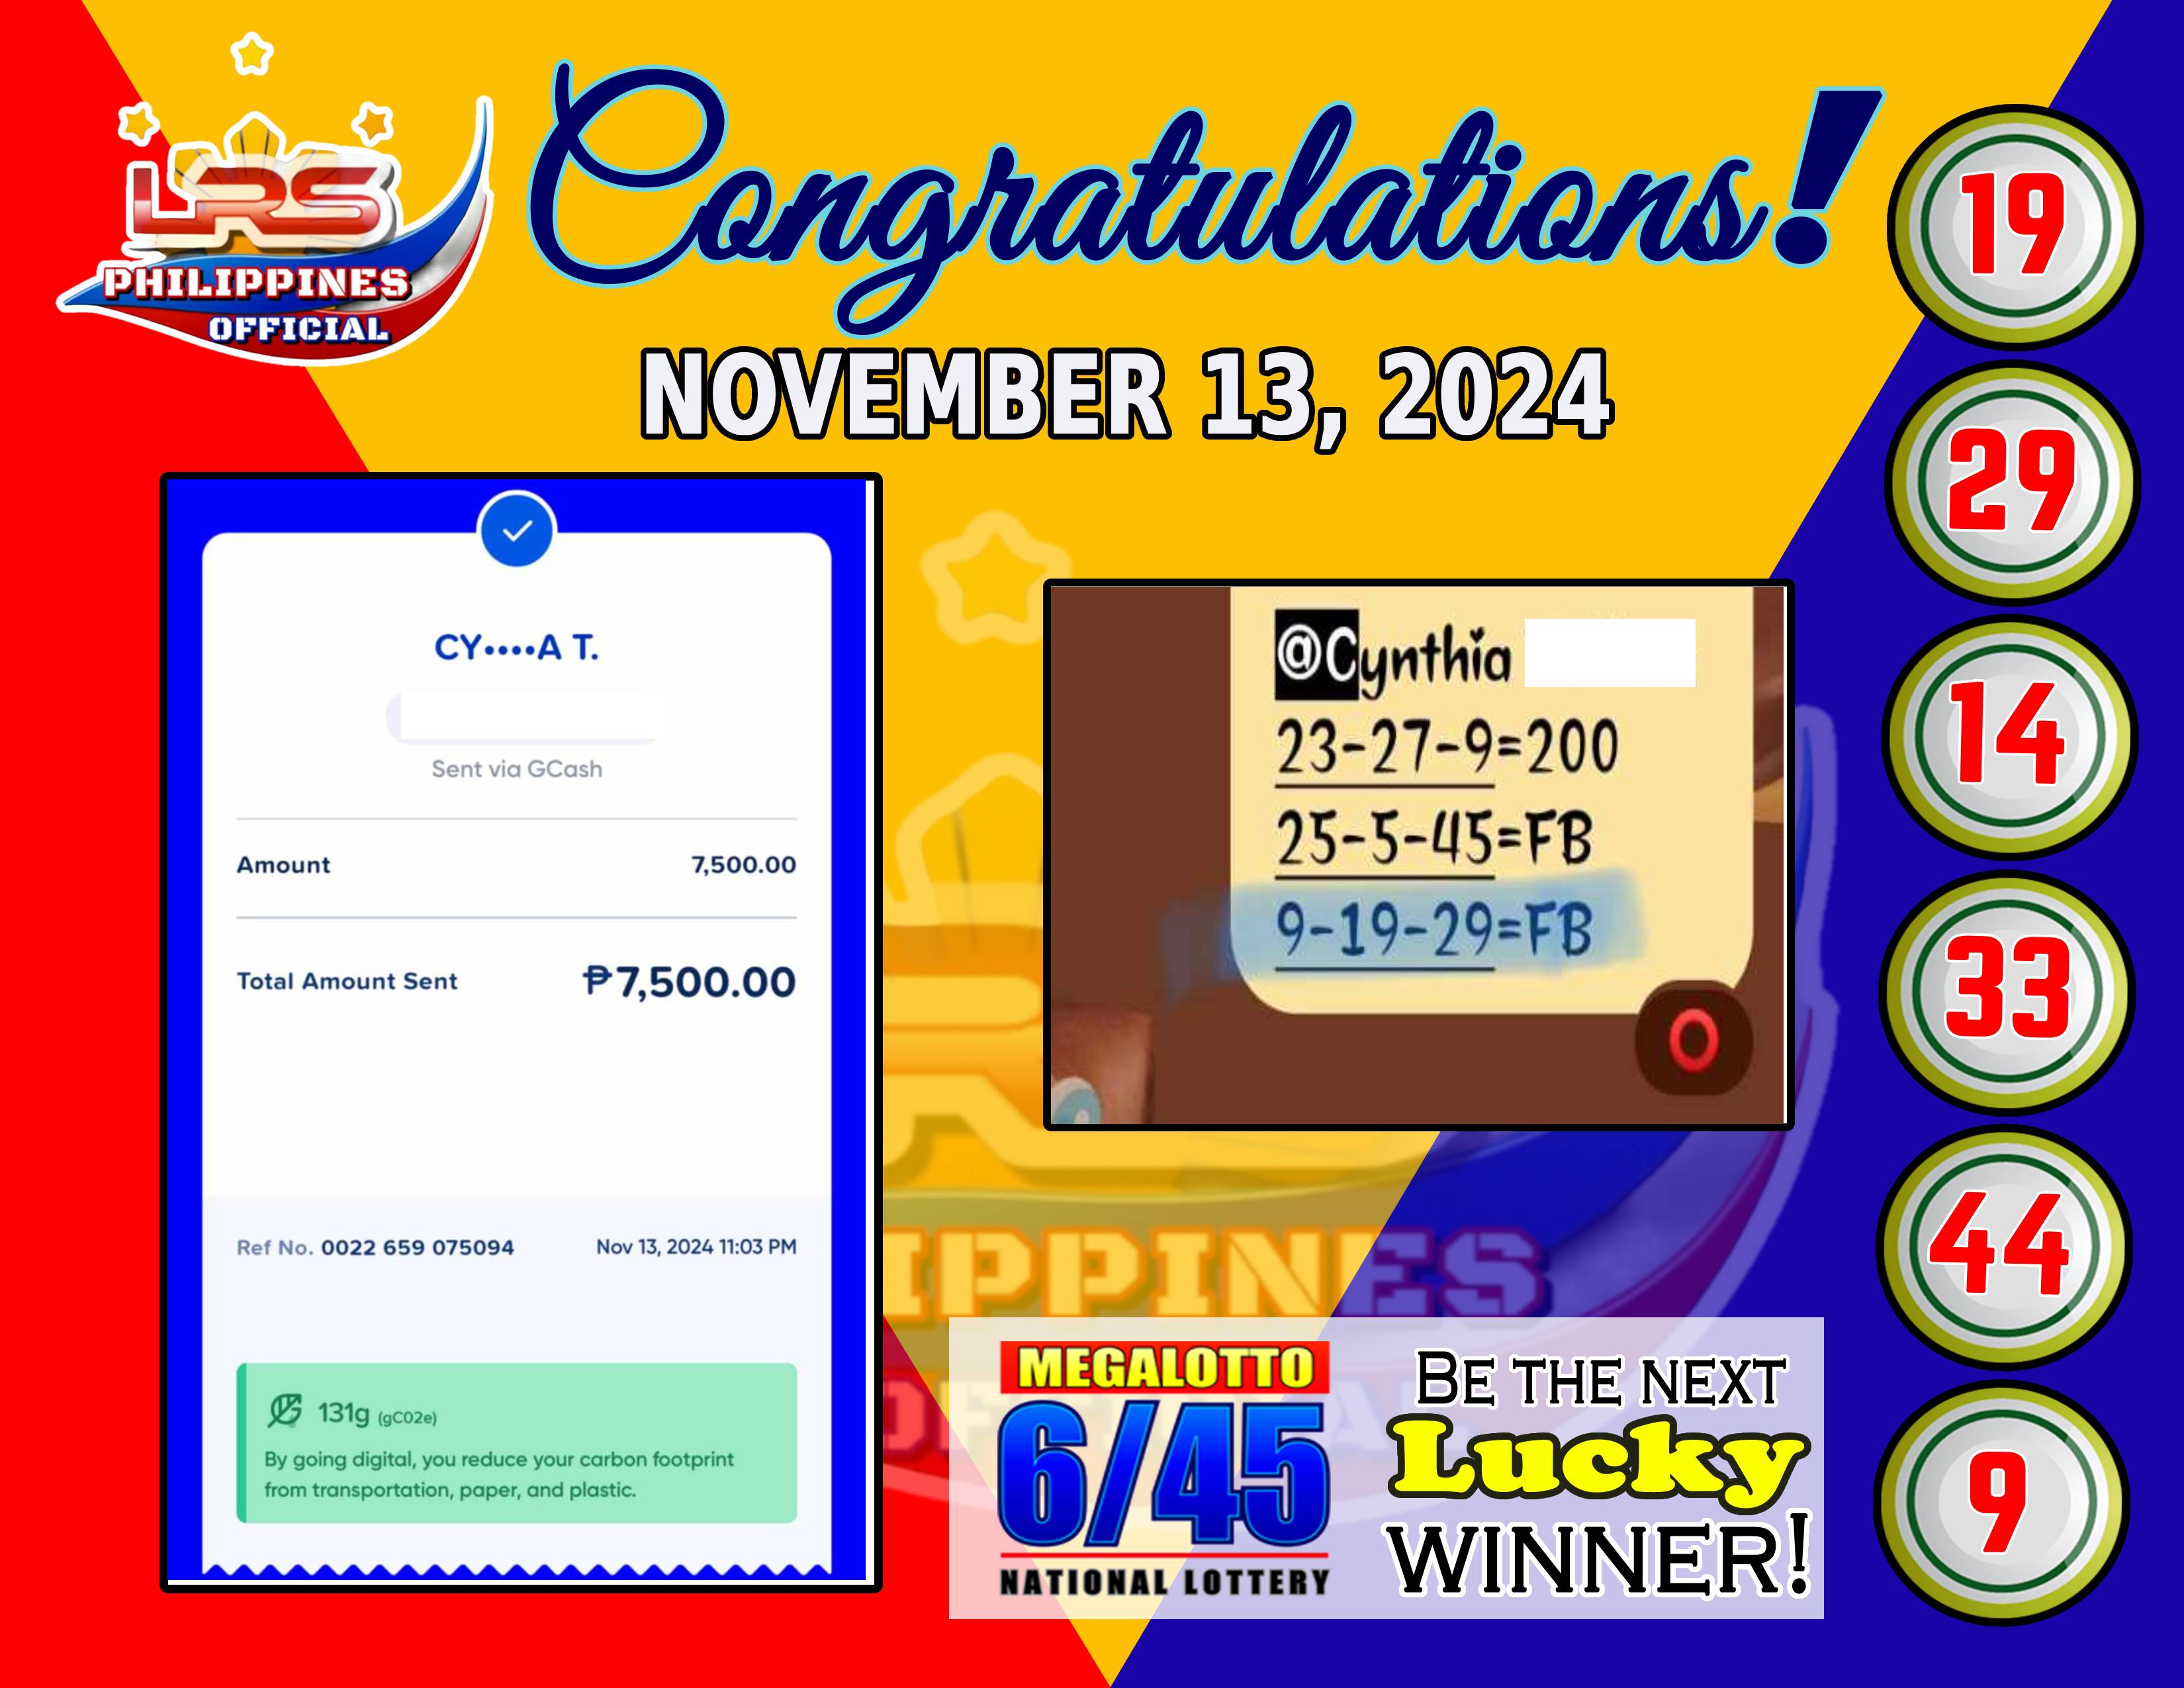 LRS
PHILIPPINES
OFFICIAL
Congratulations!
NOVEMBER 13, 2024
CY••••A T.
Sent via GCash
Amount 7,500.00
Total Amount Sent ₱7,500.00
Ref No. 0022 659 075094 Nov 13, 2024 11:03 PM
131g (gCO2e)
By going digital, you reduce your carbon footprint
from transportation, paper, and plastic.
@Cynthia
23-27-9=200
25-5-45=FB
9-19-29=FB
IPPINES
MEGALOTTO
6/45
NATIONAL LOTTERY
BE THE NEXT
Lucky
WINNER!
19
29
14
33
44
9